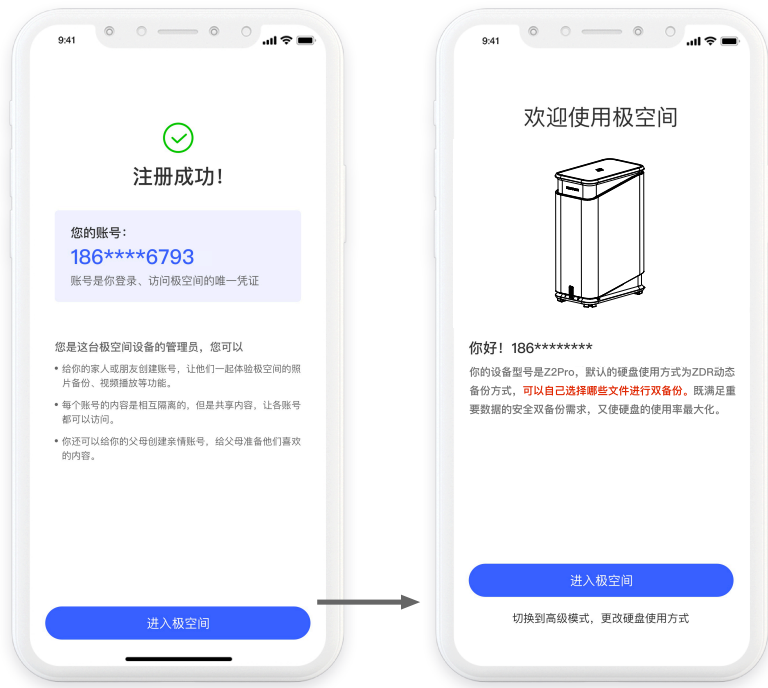 9:41
注册成功！
您的账号：
186****6793
账号是你登录、访问极空间的唯一凭证
您是这台极空间设备的管理员，您可以
• 给你的家人或朋友创建账号，让他们一起体验极空间的照
片备份、视频播放等功能。
• 每个账号的内容是相互隔离的，但是共享内容，让各账号
都可以访问。
• 你还可以给你的父母创建亲情账号，给父母准备他们喜欢
的内容。
进入极空间
9:41
欢迎使用极空间
你好！186********
你的设备型号是Z2Pro，默认的硬盘使用方式为ZDR动态
备份方式，可以自己选择哪些文件进行双备份。既满足重
要数据的安全双备份需求，又使硬盘的使用率最大化。
进入极空间
切换到高级模式，更改硬盘使用方式